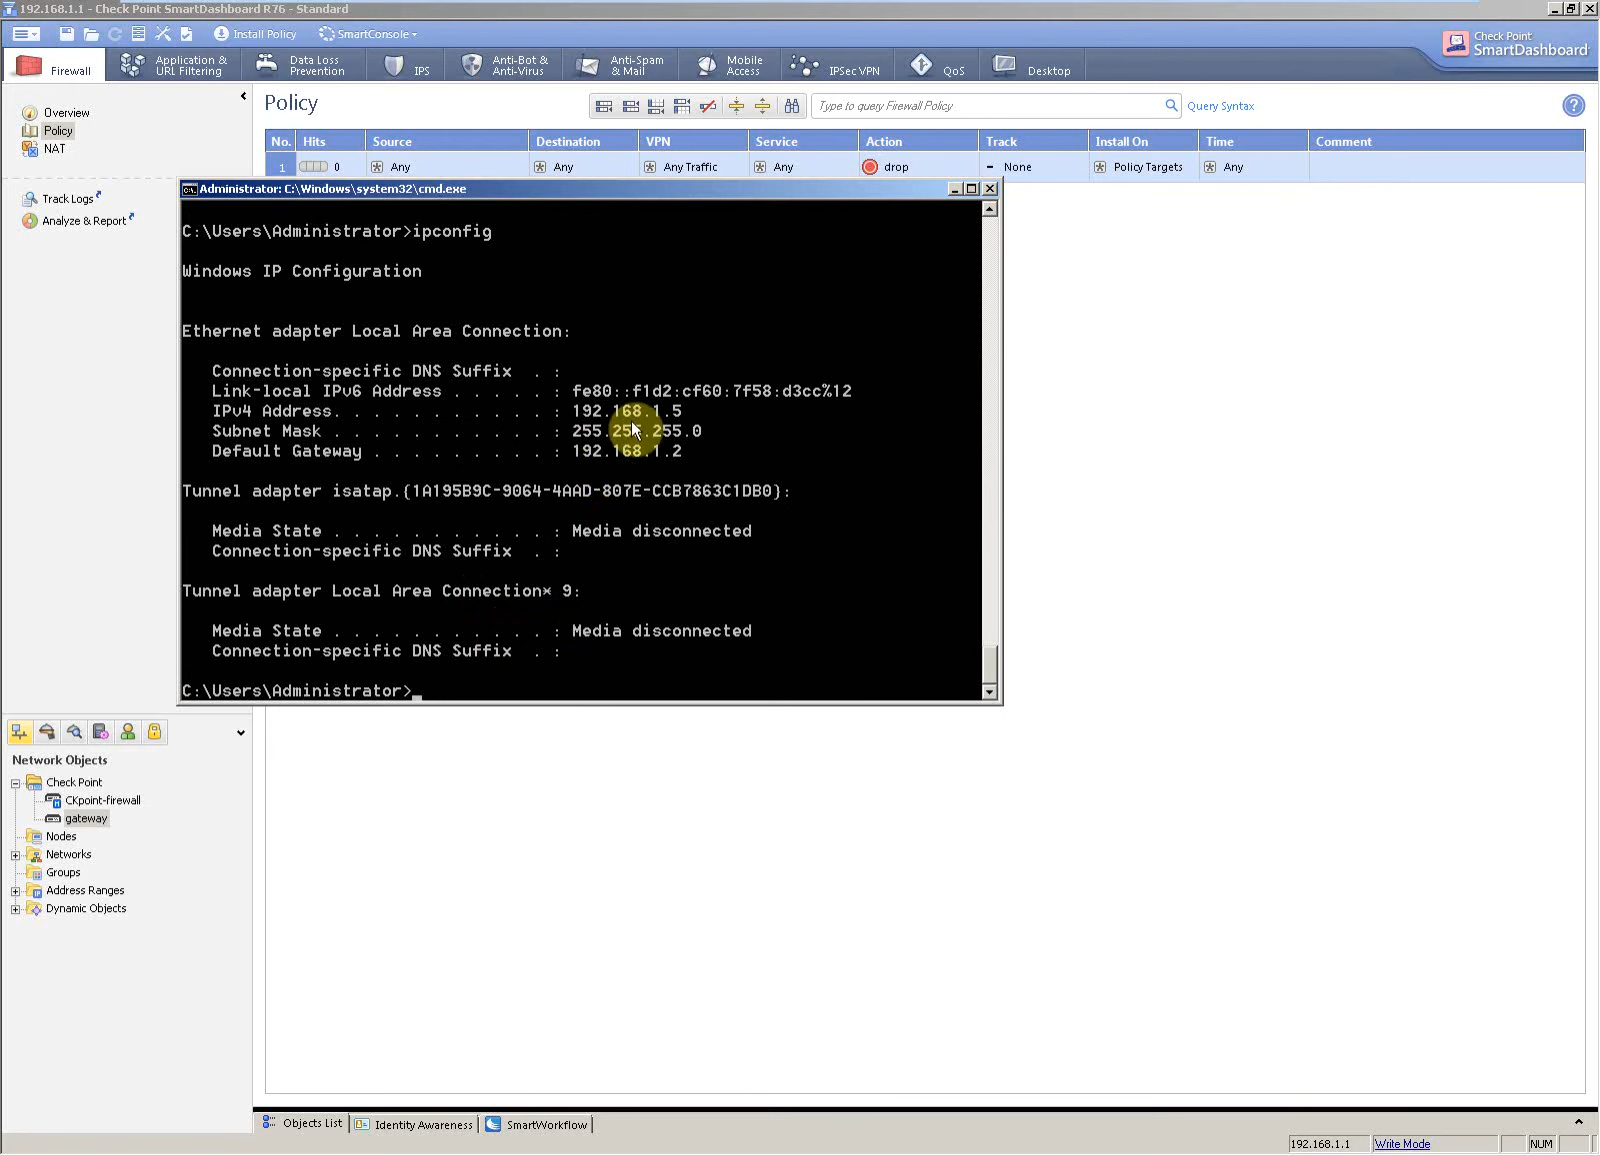 192.168.1.1 - Check Point SmartDashboard R76 - Standard
Install Policy SmartConsole
Check Point
SmartDashboard
Firewall
Application &
URL Filtering
Data Loss
Prevention
IPS
Anti-Bot &
Anti-Virus
Anti-Spam
& Mail
Mobile
Access
IPSec VPN
QoS
Desktop
Overview
Policy
NAT
Track Logs
Analyze & Report
Policy
Type to query Firewall Policy
Query Syntax
No. Hits Source Destination VPN Service Action Track Install On Time Comment
1 0 Any Any Any Traffic Any drop None Policy Targets Any
Administrator: C:\Windows\system32\cmd.exe
C:\Users\Administrator>ipconfig
Windows IP Configuration
Ethernet adapter Local Area Connection:
Connection-specific DNS Suffix . :
Link-local IPv6 Address . . . . . : fe80::f1d2:cf60:7f58:d3cc%12
IPv4 Address. . . . . . . . . . . : 192.168.1.5
Subnet Mask . . . . . . . . . . . : 255.255.255.0
Default Gateway . . . . . . . . . : 192.168.1.2
Tunnel adapter isatap.{1A195B9C-9064-4AAD-807E-CCB7863C1DB0}:
Media State . . . . . . . . . . . : Media disconnected
Connection-specific DNS Suffix . :
Tunnel adapter Local Area Connection* 9:
Media State . . . . . . . . . . . : Media disconnected
Connection-specific DNS Suffix . :
C:\Users\Administrator>_
Network Objects
Check Point
CKpoint-firewall
gateway
Nodes
Networks
Groups
Address Ranges
Dynamic Objects
Objects List Identity Awareness SmartWorkflow
192.168.1.1 Write Mode NUM